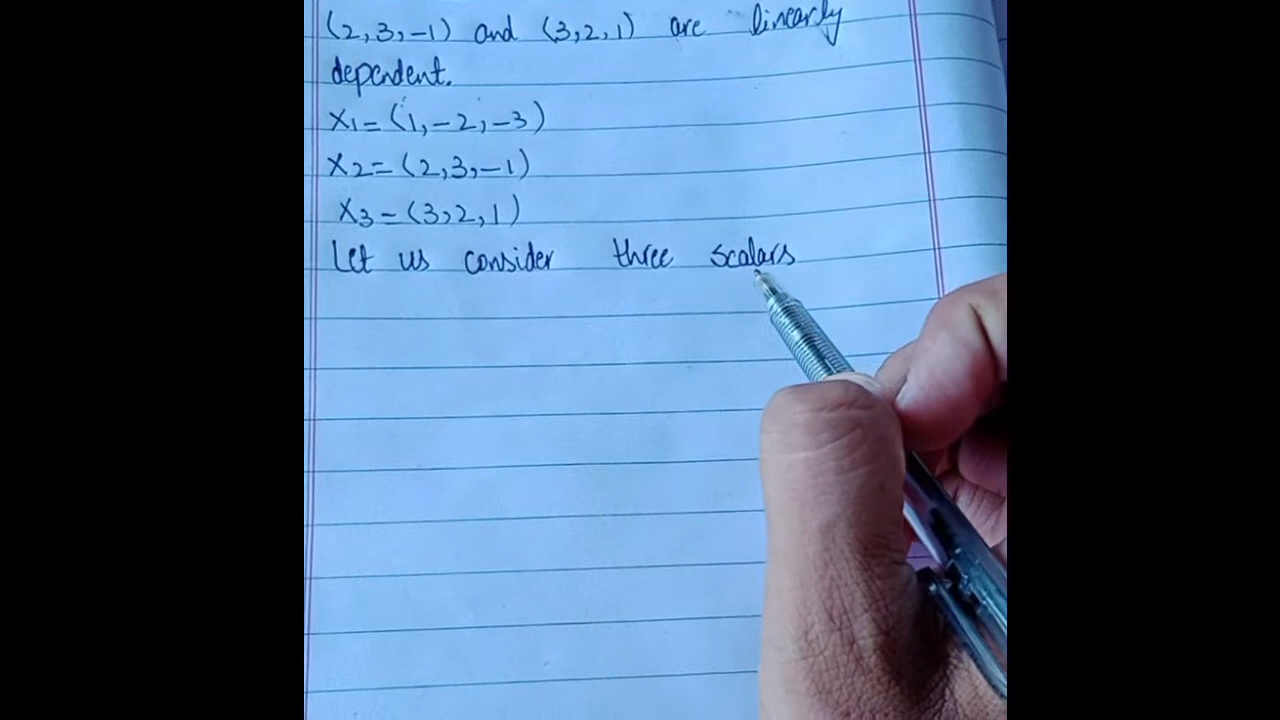 (2,3,-1) and (3,2,1) are linearly
dependent.
X1=(1,-2,-3)
X2=(2,3,-1)
X3=(3,2,1)
Let us consider three scalars